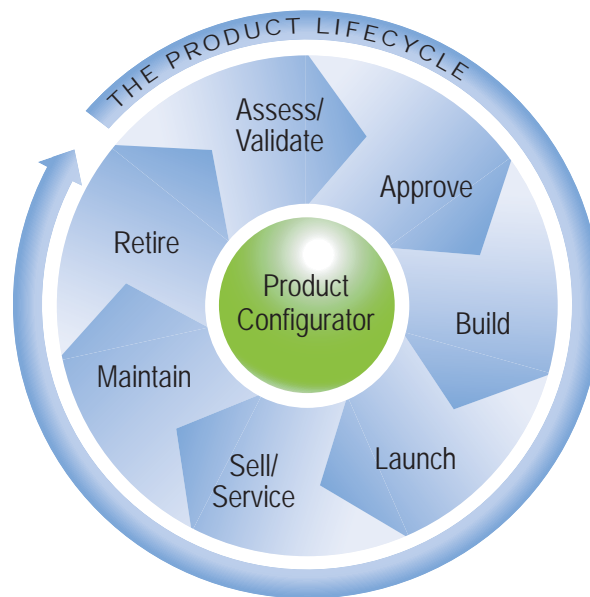 THE PRODUCT LIFECYCLE
Assess/
Validate
Approve
Build
Launch
Sell/
Service
Maintain
Retire
Product
Configurator